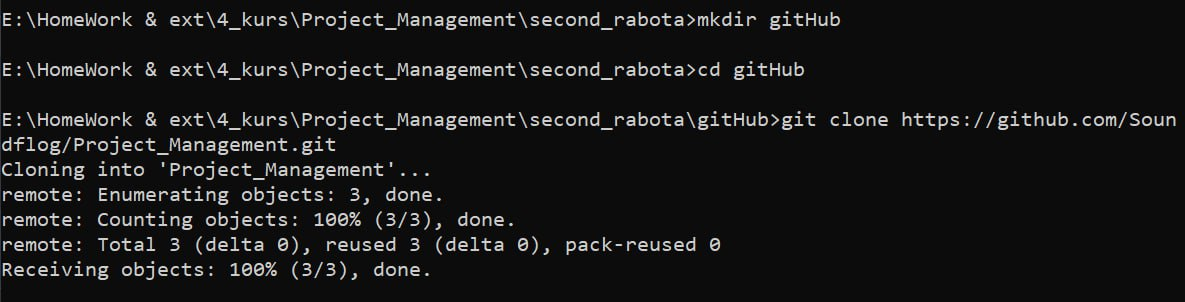 E:\HomeWork & ext\4_kurs\Project_Management\second_rabota>mkdir gitHub
E:\HomeWork & ext\4_kurs\Project_Management\second_rabota>cd gitHub
E:\HomeWork & ext\4_kurs\Project_Management\second_rabota\gitHub>git clone https://github.com/Soun
dflog/Project_Management.git
Cloning into 'Project_Management'...
remote: Enumerating objects: 3, done.
remote: Counting objects: 100% (3/3), done.
remote: Total 3 (delta 0), reused 3 (delta 0), pack-reused 0
Receiving objects: 100% (3/3), done.